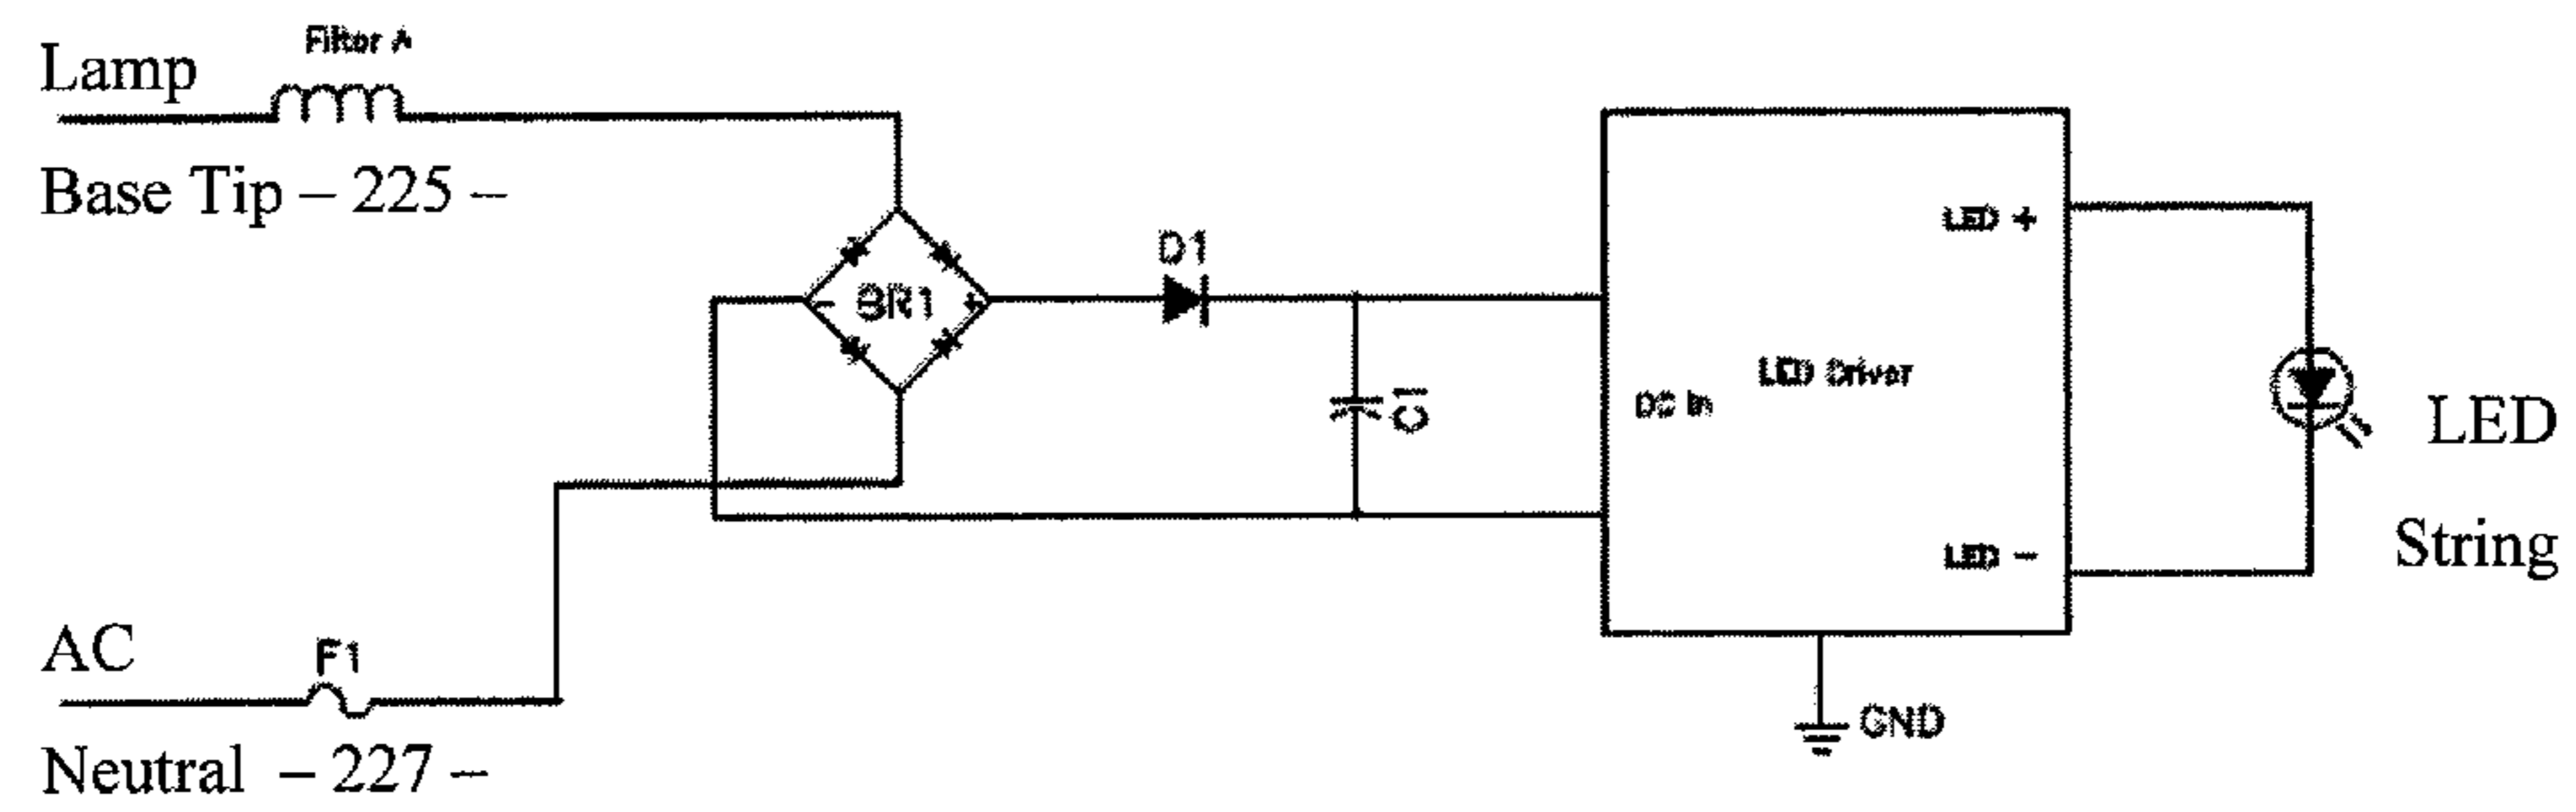 Filter A
Lamp
Base Tip – 225 –
D1
BR1
- +
C1
LED +
LED Driver
DC In
LED -
LED
String
AC
F1
Neutral – 227 –
GND